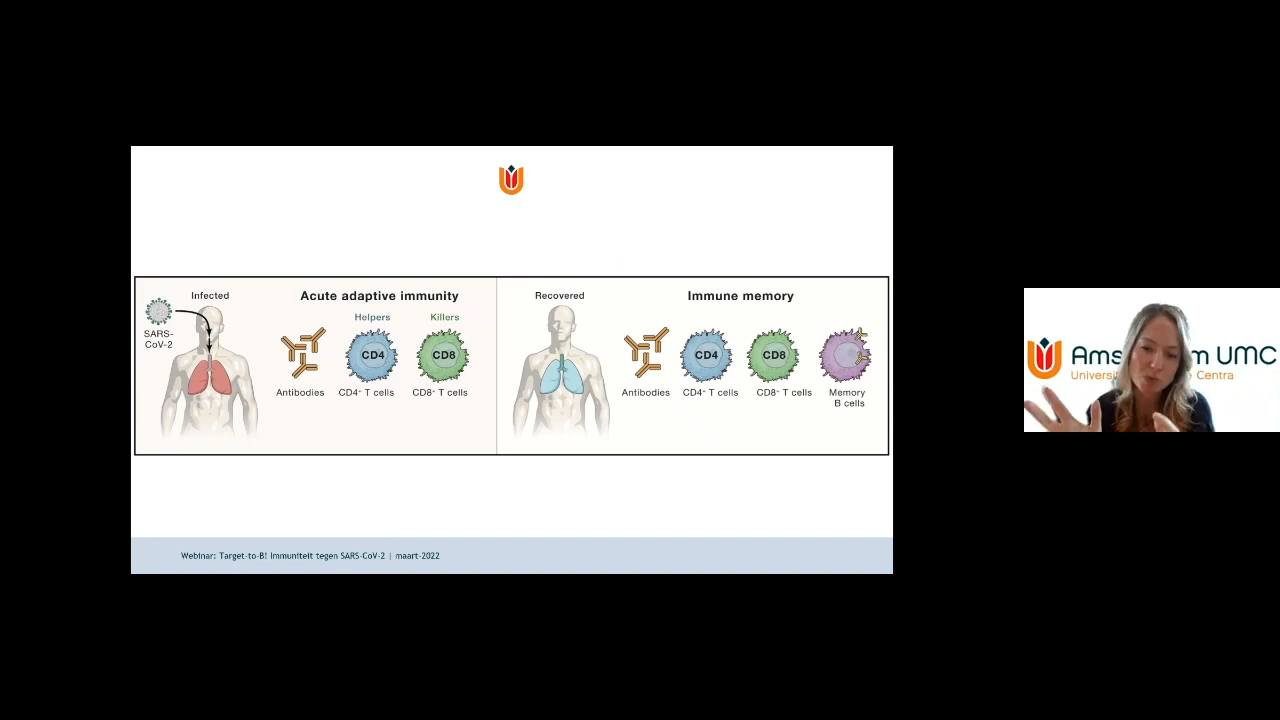 Infected
Acute adaptive immunity
Helpers
Killers
SARS-
CoV-2
CD4
CD8
Antibodies
CD4+ T cells
CD8+ T cells
Recovered
Immune memory
CD4
CD8
Antibodies
CD4+ T cells
CD8+ T cells
Memory
B cells
Webinar: Target-to-B! Immuniteit tegen SARS-CoV-2 | maart-2022
UMC
Centra